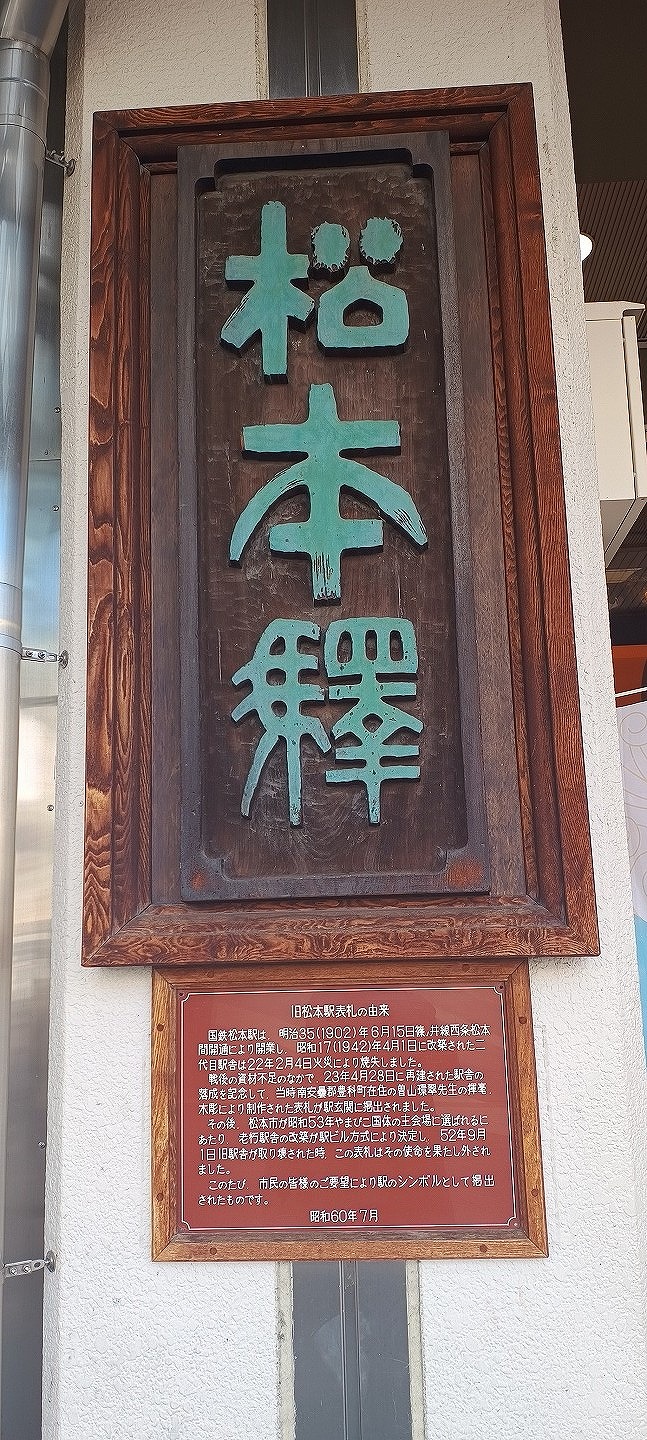 松本驛
旧松本駅表札の由来
国鉄松本駅は、明治35(1902)年6月15日篠ノ井線西条松本
間開通により開業し、昭和17(1942)年4月1日に改築された二
代目駅舎は22年2月4日火災により焼失しました。
戦後の資材不足のなかで、23年4月28日に再建された駅舎の
落成を記念して、当時南安曇郡豊科町在住の曽山環翠先生の揮毫、
木彫により制作された表札が駅玄関に掲出されました。
その後、松本市が昭和53年やまびこ国体の主会場に選ばれるに
あたり、老朽駅舎の改築が駅ビル方式により決定し、52年9月
1日旧駅舎が取り壊された時、この表札はその使命を果たし外され
ました。
このたび、市民の皆様のご要望により駅のシンボルとして掲出
されたものです。
昭和60年7月